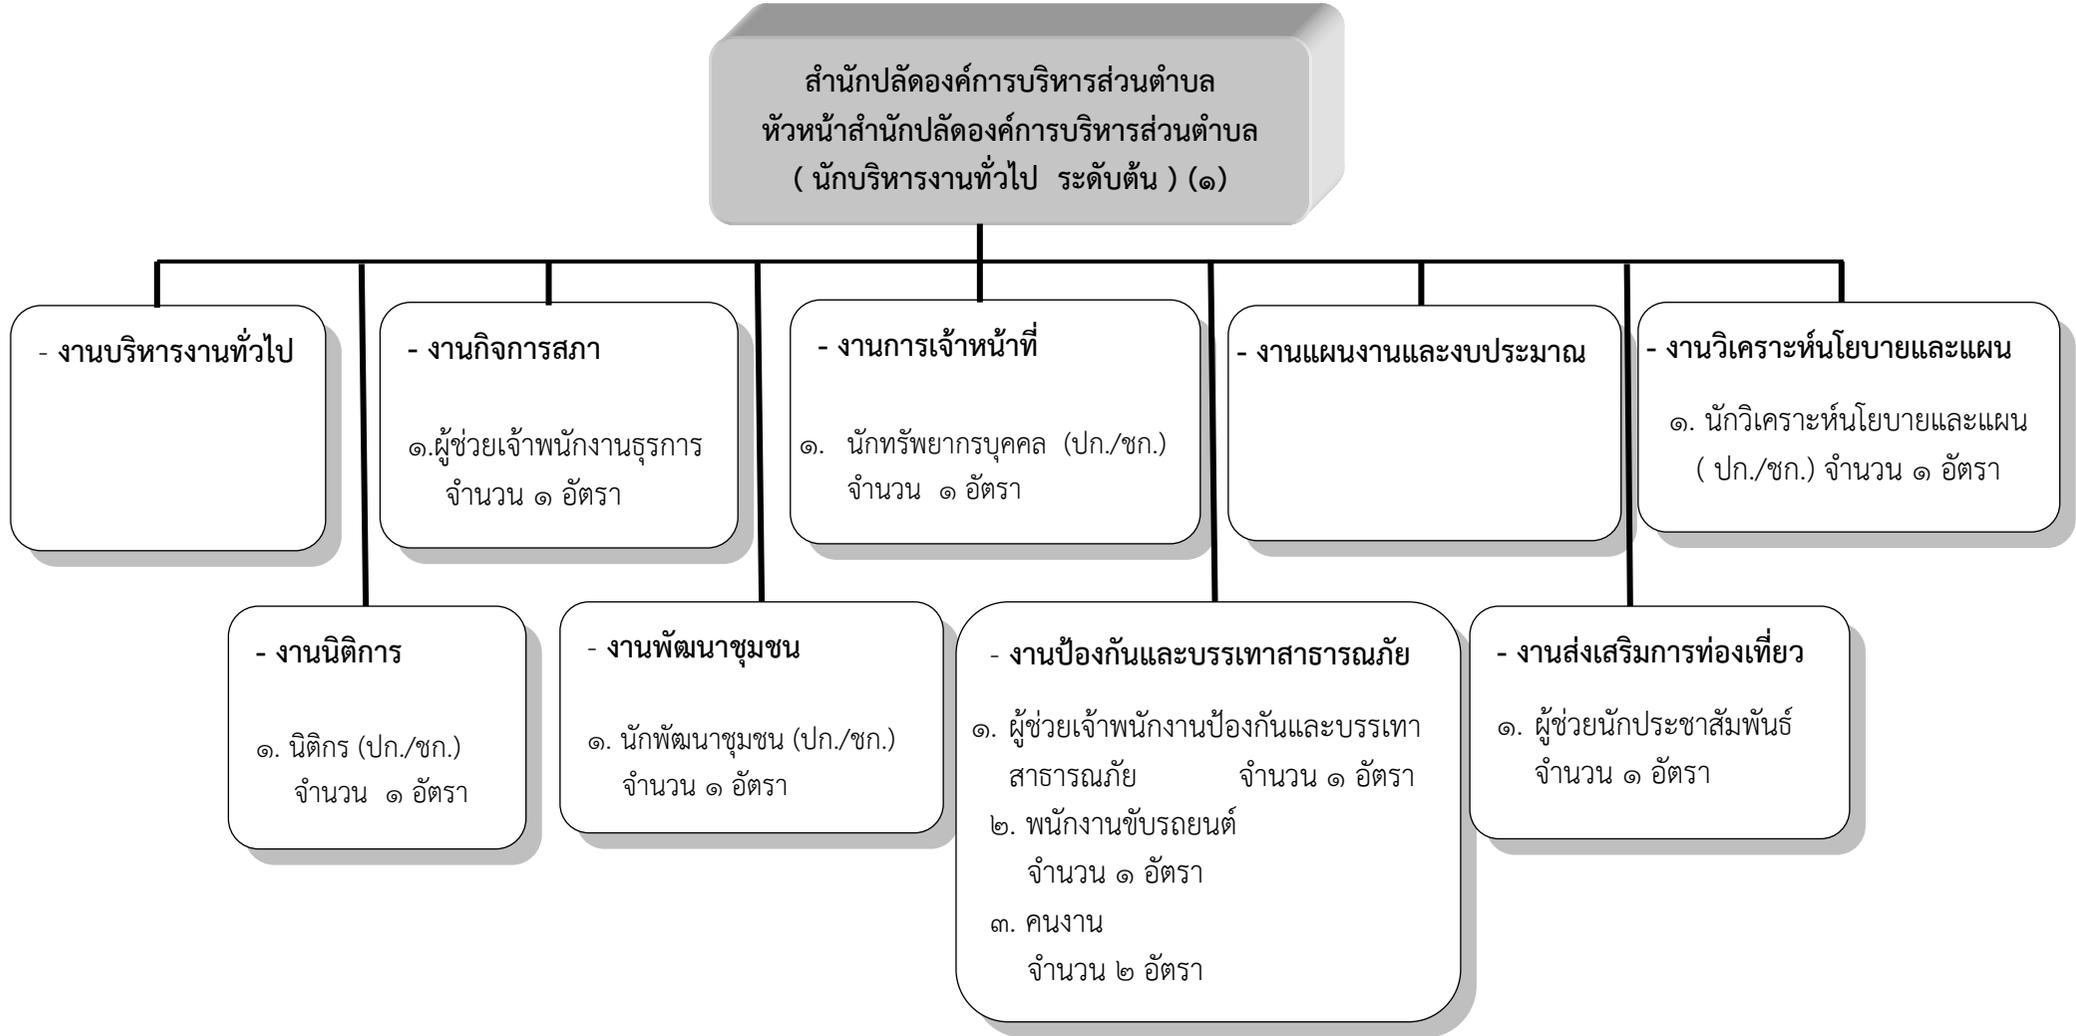 สำนักปลัดองค์การบริหารส่วนตำบล
หัวหน้าสำนักปลัดองค์การบริหารส่วนตำบล
( นักบริหารงานทั่วไป ระดับต้น ) (๑)
- งานบริหารงานทั่วไป
- งานกิจการสภา
๑.ผู้ช่วยเจ้าพนักงานธุรการ
จำนวน ๑ อัตรา
- งานการเจ้าหน้าที่
๑. นักทรัพยากรบุคคล (ปก./ชก.)
จำนวน ๑ อัตรา
- งานแผนงานและงบประมาณ
- งานวิเคราะห์นโยบายและแผน
๑. นักวิเคราะห์นโยบายและแผน
( ปก./ชก.) จำนวน ๑ อัตรา
- งานนิติการ
๑. นิติกร (ปก./ชก.)
จำนวน ๑ อัตรา
- งานพัฒนาชุมชน
๑. นักพัฒนาชุมชน (ปก./ชก.)
จำนวน ๑ อัตรา
- งานป้องกันและบรรเทาสาธารณภัย
๑. ผู้ช่วยเจ้าพนักงานป้องกันและบรรเทา
สาธารณภัย จำนวน ๑ อัตรา
๒. พนักงานขับรถยนต์
จำนวน ๑ อัตรา
๓. คนงาน
จำนวน ๒ อัตรา
- งานส่งเสริมการท่องเที่ยว
๑. ผู้ช่วยนักประชาสัมพันธ์
จำนวน ๑ อัตรา